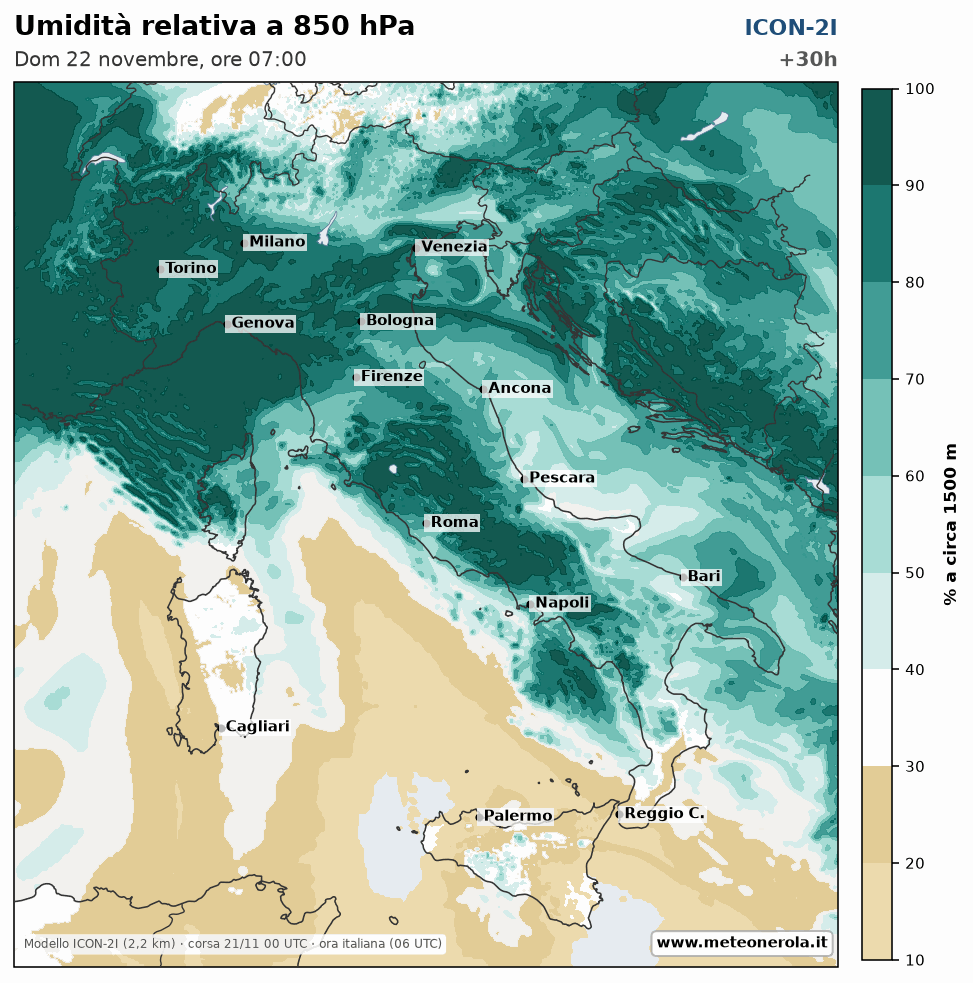 Umidità relativa a 850 hPa
ICON-2I
Dom 22 novembre, ore 07:00
+30h
Milano
Torino
Venezia
Genova
Bologna
Firenze
Ancona
Pescara
Roma
Bari
Napoli
Cagliari
Palermo
Reggio C.
100
90
80
70
60
50
40
30
20
10
% a circa 1500 m
Modello ICON-2I (2,2 km) · corsa 21/11 00 UTC · ora italiana (06 UTC)
www.meteonerola.it